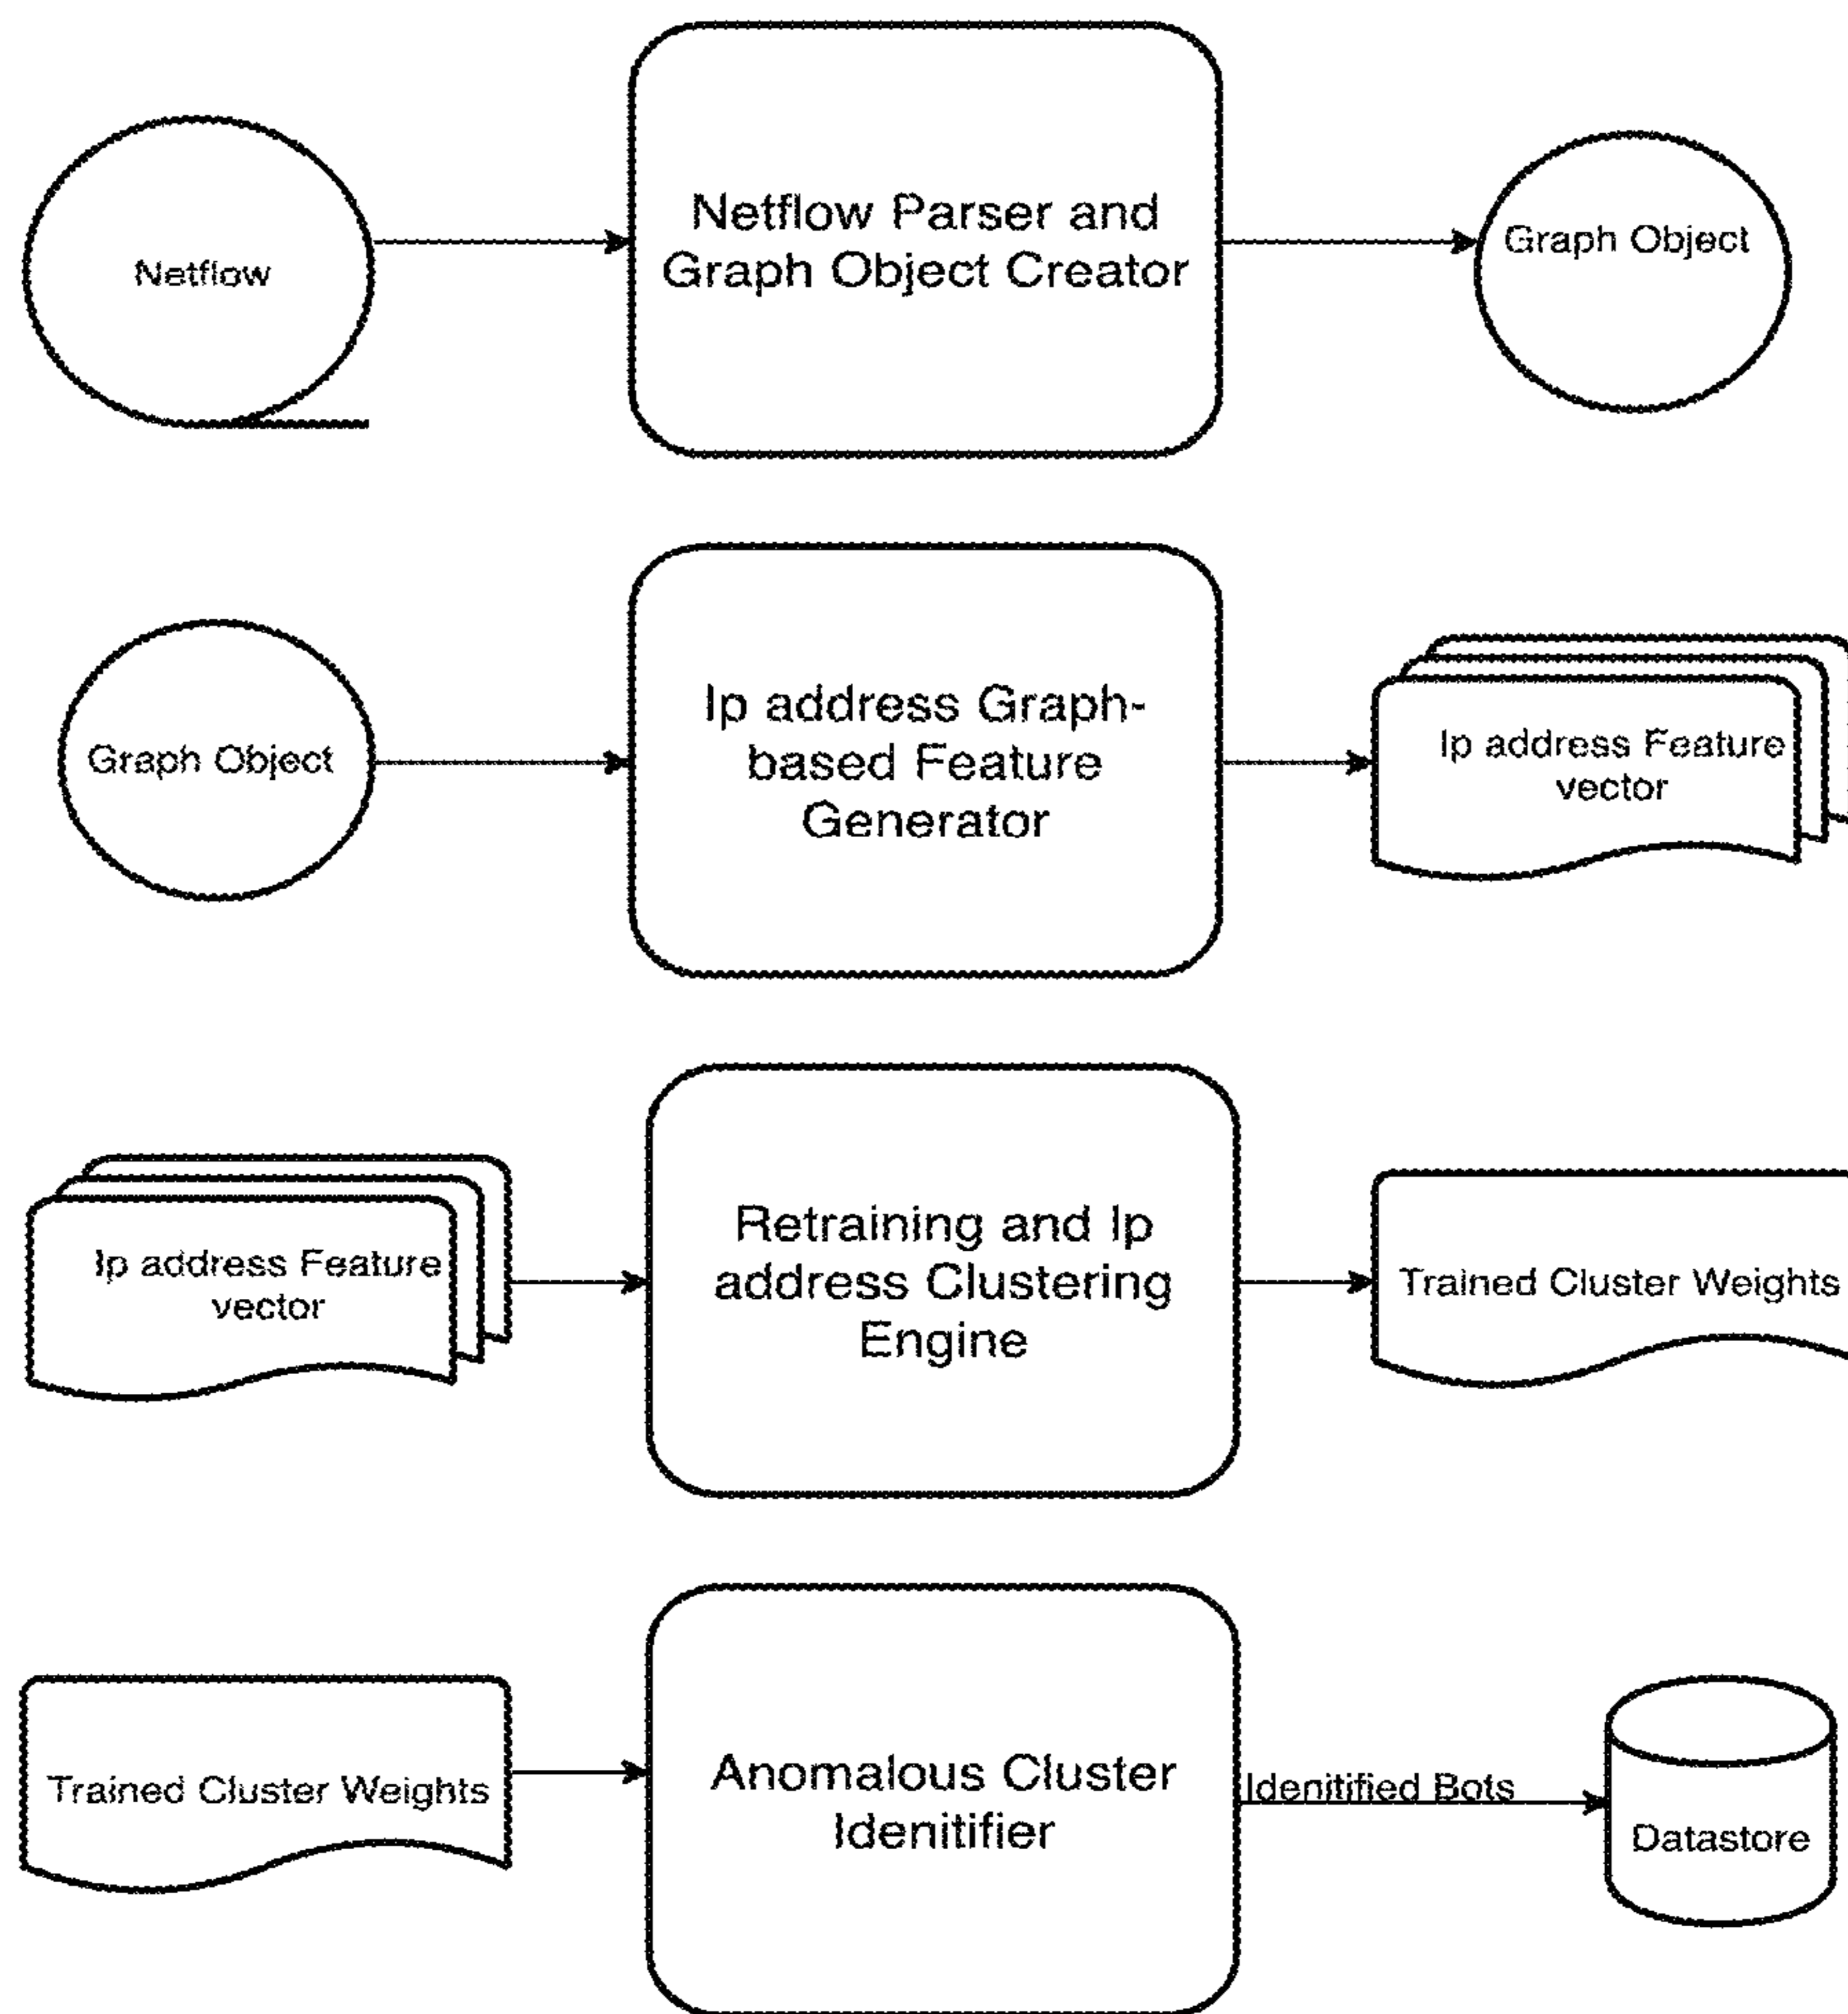 Netflow
Netflow Parser and
Graph Object Creator
Graph Object
Graph Object
Ip address Graph-
based Feature
Generator
Ip address Feature
vector
Ip address Feature
vector
Retraining and Ip
address Clustering
Engine
Trained Cluster Weights
Trained Cluster Weights
Anomalous Cluster
Idenitifier
Idenitified Bots
Datastore